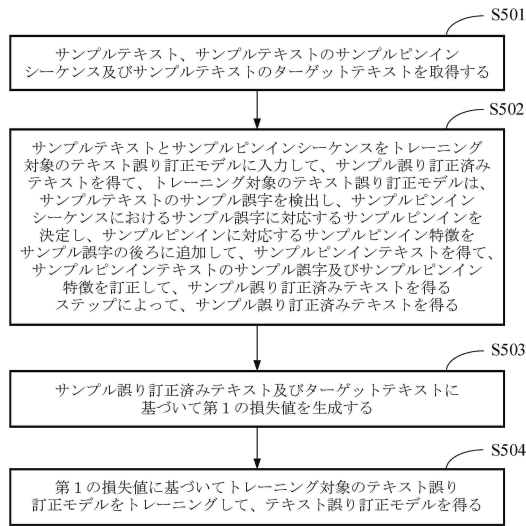 S501
サンプルテキスト、サンプルテキストのサンプルピンイン
シーケンス及びサンプルテキストのターゲットテキストを取得する
S502
サンプルテキストとサンプルピンインシーケンスをトレーニング
対象のテキスト誤り訂正モデルに入力して、サンプル誤り訂正済み
テキストを得て、トレーニング対象のテキスト誤り訂正モデルは、
サンプルテキストのサンプル誤字を検出し、サンプルピンイン
シーケンスにおけるサンプル誤字に対応するサンプルピンインを
決定し、サンプルピンインに対応するサンプルピンイン特徴を
サンプル誤字の後ろに追加して、サンプルピンインテキストを得て、
サンプルピンインテキストのサンプル誤字及びサンプルピンイン
特徴を訂正して、サンプル誤り訂正済みテキストを得る
ステップによって、サンプル誤り訂正済みテキストを得る
S503
サンプル誤り訂正済みテキスト及びターゲットテキストに
基づいて第1の損失値を生成する
S504
第1の損失値に基づいてトレーニング対象のテキスト誤り
訂正モデルをトレーニングして、テキスト誤り訂正モデルを得る